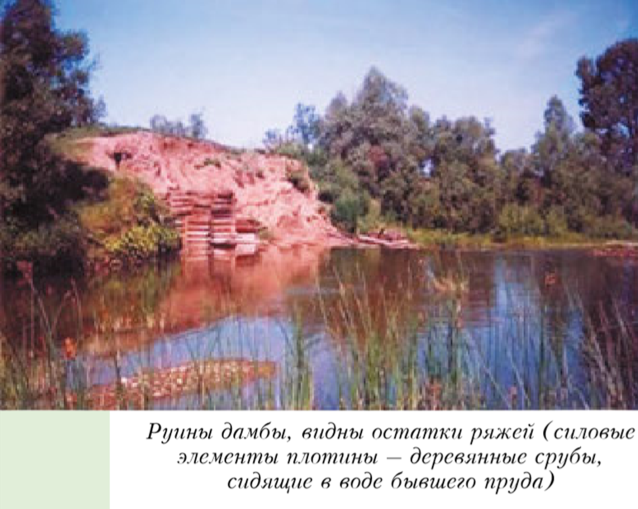 Руины дамбы, видны остатки ряжей (силовые
элементы плотины – деревянные срубы,
сидящие в воде бывшего пруда)